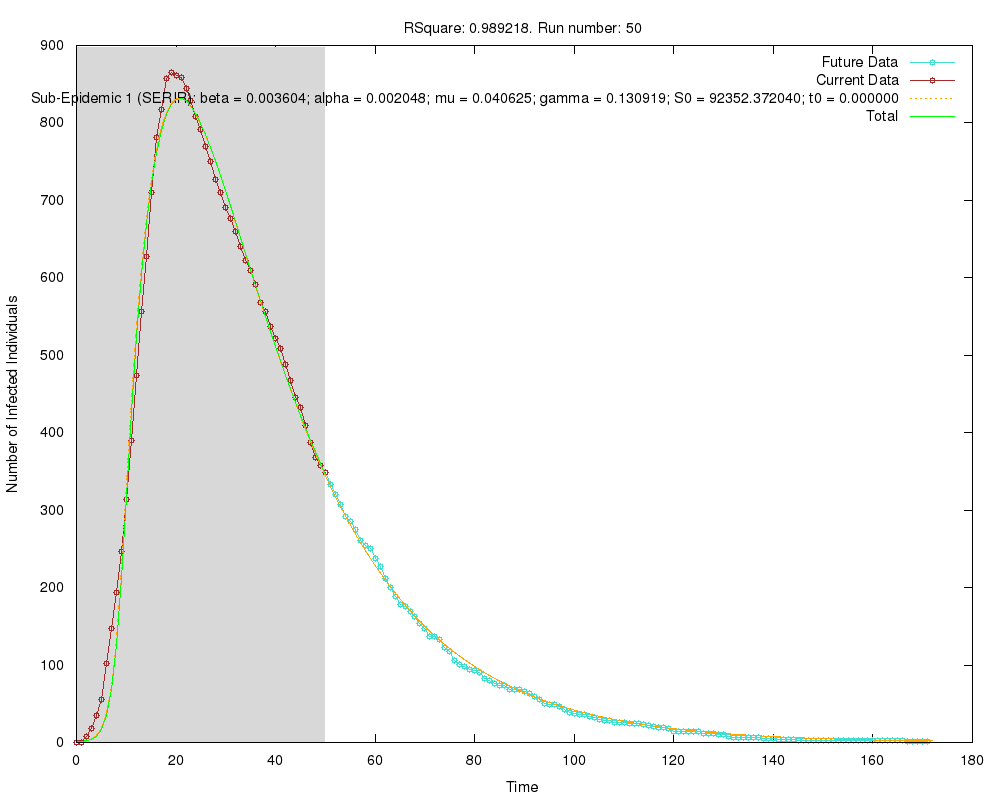 RSquare: 0.989218. Run number: 50
Future Data
Current Data
Sub-Epidemic 1 (SERIR): beta = 0.003604; alpha = 0.002048; mu = 0.040625; gamma = 0.130919; S0 = 92352.372040; t0 = 0.000000
Total
900
800
700
600
500
400
300
200
100
0
Number of Infected Individuals
0 20 40 60 80 100 120 140 160 180
Time